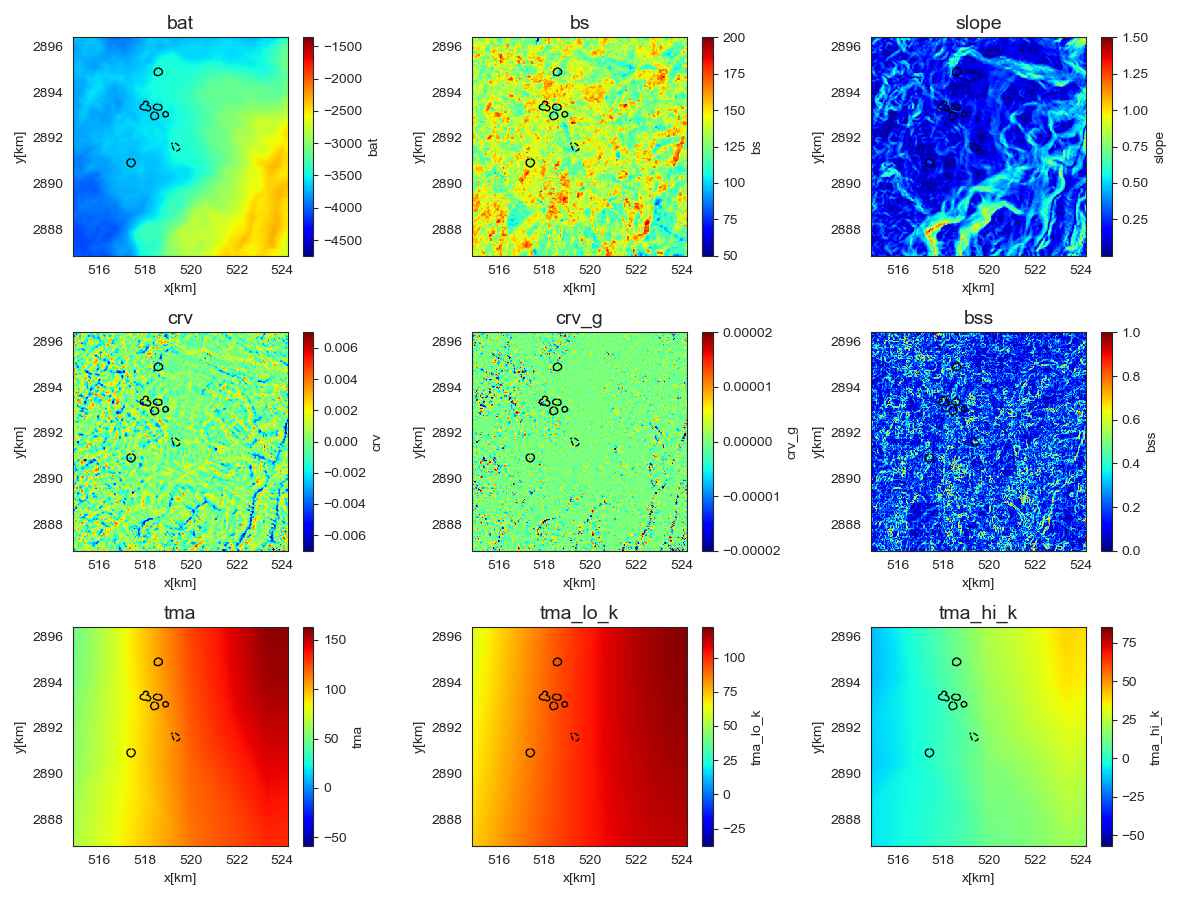 bat
2896
2894
2892
2890
2888
y[km]
516 518 520 522 524
x[km]
−1500
−2000
−2500
−3000
−3500
−4000
−4500
bat
bs
2896
2894
2892
2890
2888
y[km]
516 518 520 522 524
x[km]
200
175
150
125
100
75
50
bs
slope
2896
2894
2892
2890
2888
y[km]
516 518 520 522 524
x[km]
1.50
1.25
1.00
0.75
0.50
0.25
slope
crv
2896
2894
2892
2890
2888
y[km]
516 518 520 522 524
x[km]
0.006
0.004
0.002
0.000
−0.002
−0.004
−0.006
crv
crv_g
2896
2894
2892
2890
2888
y[km]
516 518 520 522 524
x[km]
0.00002
0.00001
0.00000
−0.00001
−0.00002
crv_g
bss
2896
2894
2892
2890
2888
y[km]
516 518 520 522 524
x[km]
1.0
0.8
0.6
0.4
0.2
0.0
bss
tma
2896
2894
2892
2890
2888
y[km]
516 518 520 522 524
x[km]
150
100
50
0
−50
tma
tma_lo_k
2896
2894
2892
2890
2888
y[km]
516 518 520 522 524
x[km]
100
75
50
25
0
−25
tma_lo_k
tma_hi_k
2896
2894
2892
2890
2888
y[km]
516 518 520 522 524
x[km]
75
50
25
0
−25
−50
tma_hi_k